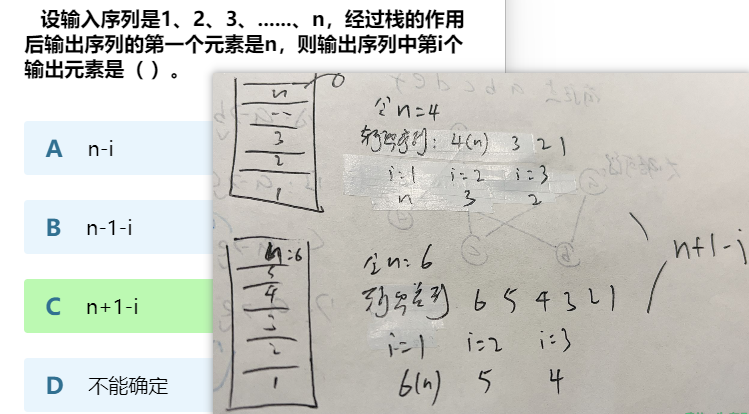 设输入序列是1、2、3、……、n，经过栈的作用
后输出序列的第一个元素是n，则输出序列中第i个
输出元素是（ ）。
A n-i
B n-1-i
C n+1-i
D 不能确定
n
--
3
2
1
0
令n=4
输出序列: 4(n) 3 2 1
i=1 i=2 i=3
n 3 2
n=6
5
4
3
2
1
令n=6
输出序列 6 5 4 3 2 1
i=1 i=2 i=3
6(n) 5 4
n+1-i